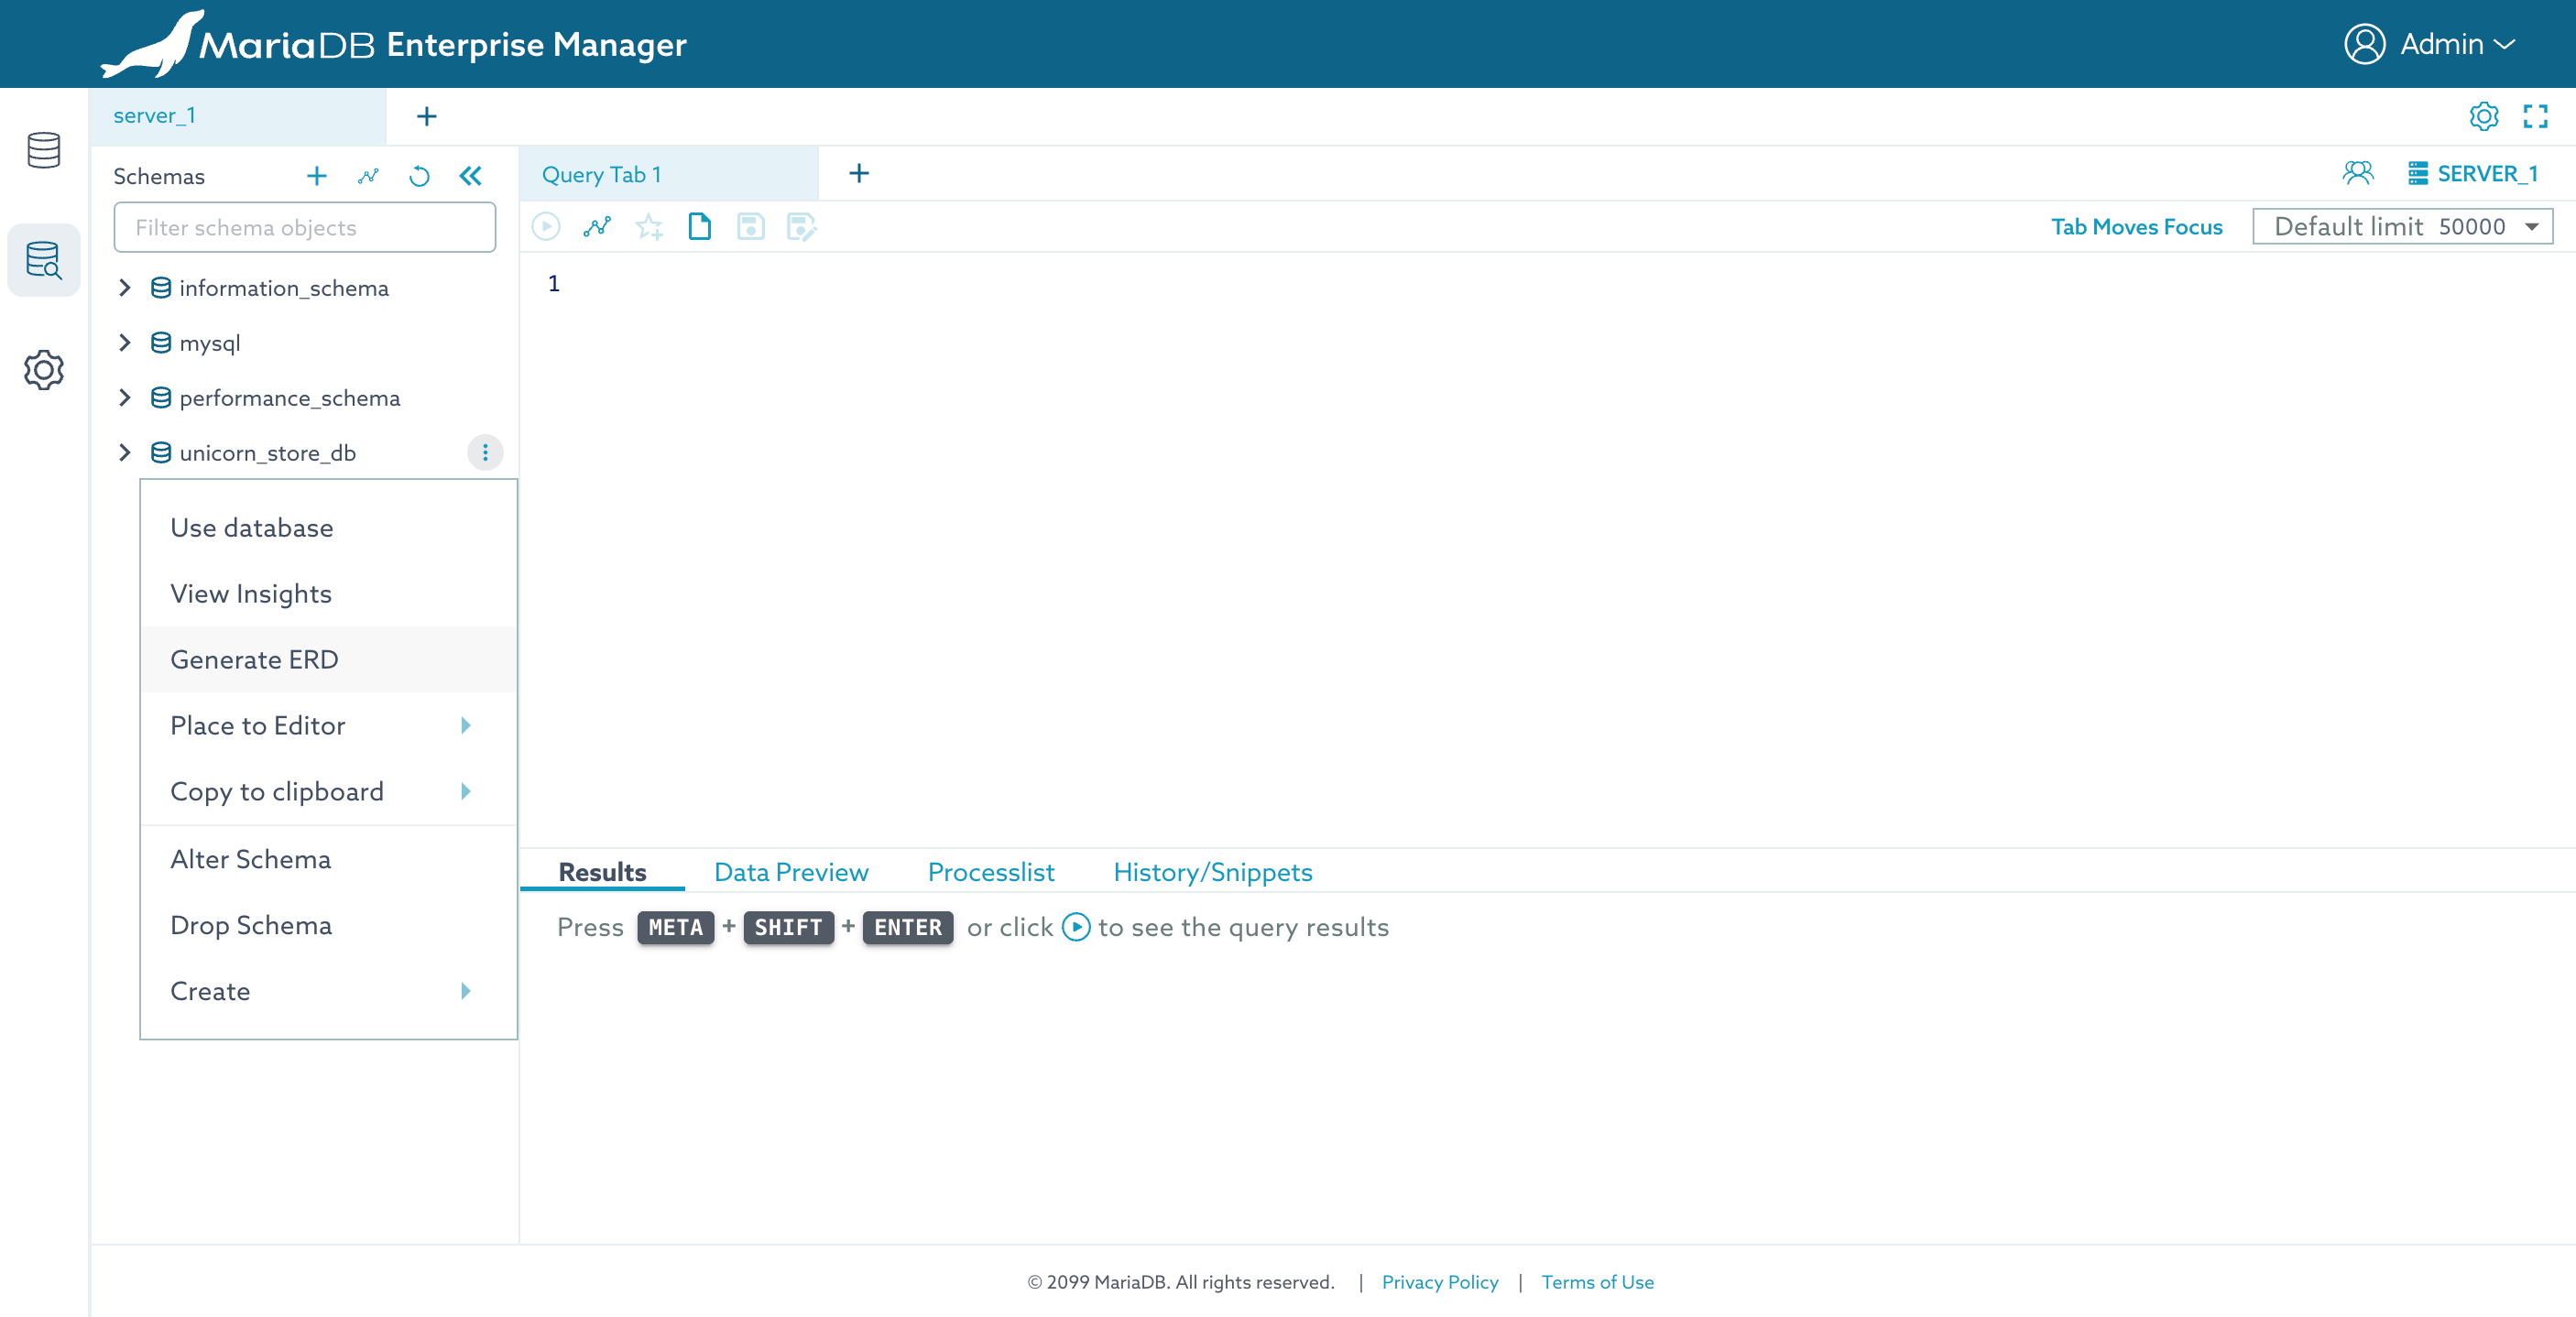 MariaDB Enterprise Manager
Admin
server_1
Schemas
Query Tab 1
SERVER_1
Filter schema objects
Tab Moves Focus
Default limit 50000
1
information_schema
mysql
performance_schema
unicorn_store_db
Use database
View Insights
Generate ERD
Place to Editor
Copy to clipboard
Alter Schema
Drop Schema
Create
Results Data Preview Processlist History/Snippets
Press META + SHIFT + ENTER or click to see the query results
© 2099 MariaDB. All rights reserved. | Privacy Policy | Terms of Use